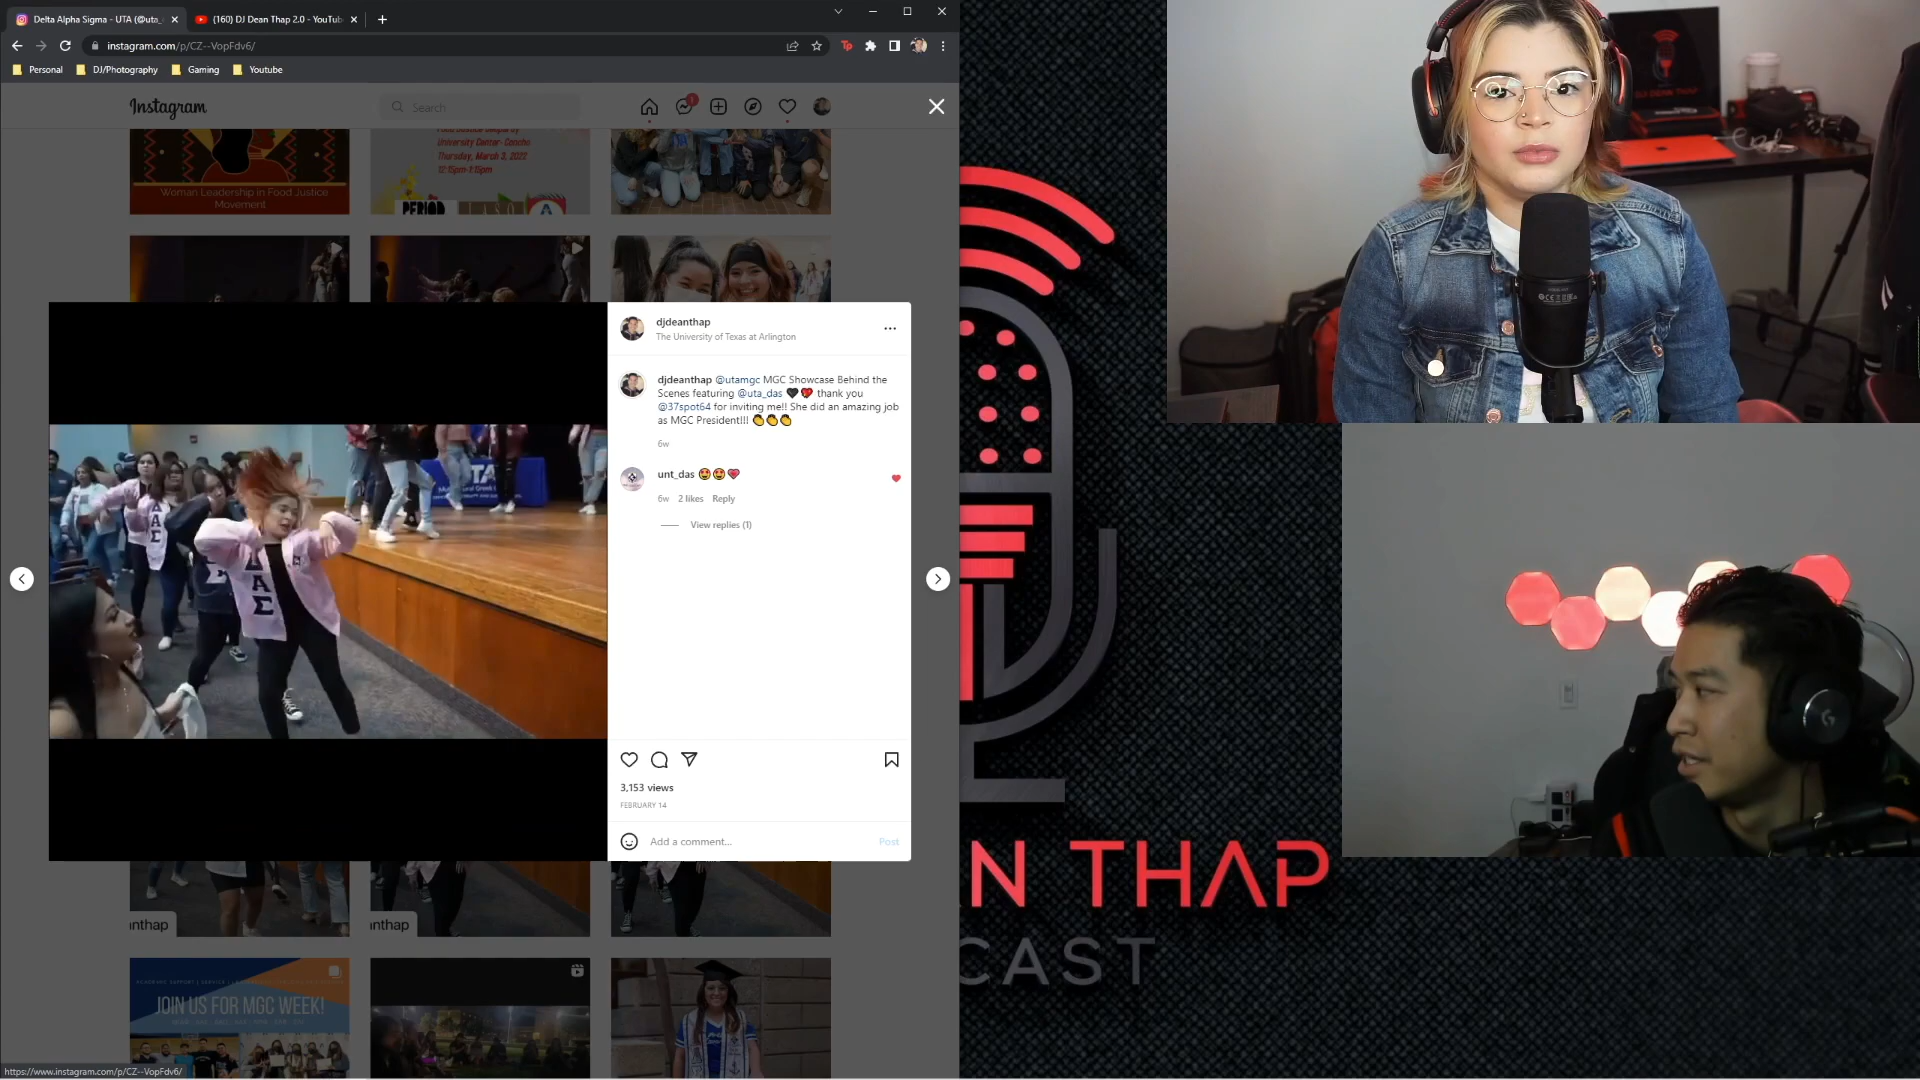 Delta Alpha Sigma - UTA (@uta_
(160) DJ Dean Thap 2.0 - YouTub
instagram.com/p/CZ--VopFdv6/
Personal
DJ/Photography
Gaming
Youtube
Instagram
Search
1
University Center- Concho
Thursday, March 3, 2022
12:15pm-1:15pm
Woman Leadership in Food Justice
Movement
PERIOD
djdeanthap
The University of Texas at Arlington
djdeanthap @utamgc MGC Showcase Behind the
Scenes featuring @uta_das 🖤💖 thank you
@37spot64 for inviting me!! She did an amazing job
as MGC President!!! 👏👏👏
6w
unt_das 🤩🤩💗
6w 2 likes Reply
View replies (1)
ΔΑΣ
ΔΑΣ
3,153 views
FEBRUARY 14
Add a comment...
Post
nthap
nthap
JOIN US FOR MGC WEEK!
https://www.instagram.com/p/CZ--VopFdv6/
N THAP
CAST